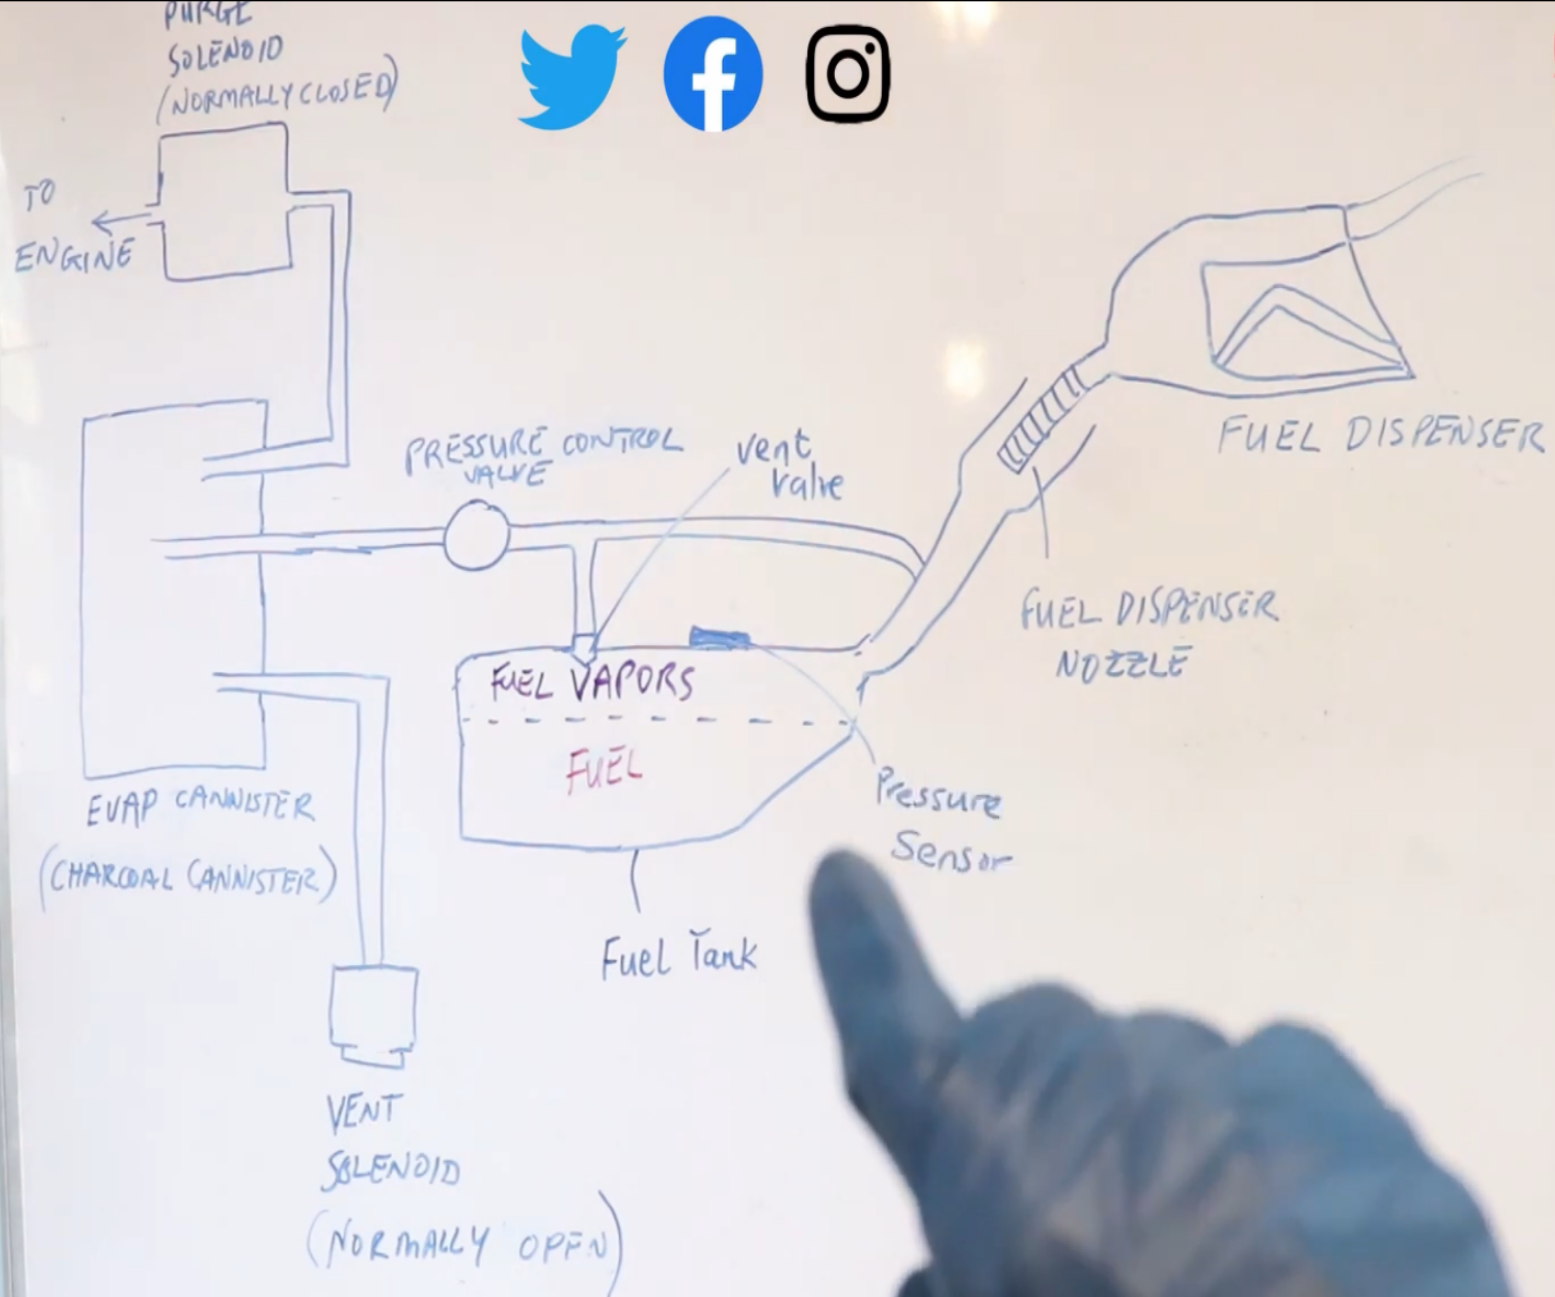 PURGE
SOLENOID
(NORMALLY CLOSED)
TO
ENGINE
PRESSURE CONTROL
VALVE
vent
valve
FUEL DISPENSER
FUEL DISPENSER
NOZZLE
FUEL VAPORS
FUEL
Pressure
Sensor
EVAP CANNISTER
(CHARCOAL CANNISTER)
Fuel Tank
VENT
SOLENOID
(NORMALLY OPEN)